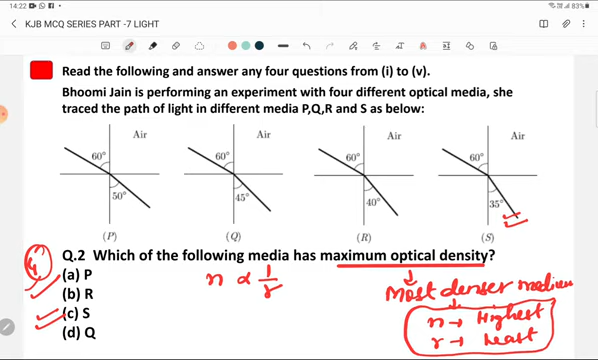 14:22
83%
KJB MCQ SERIES PART -7 LIGHT
Read the following and answer any four questions from (i) to (v).
Bhoomi Jain is performing an experiment with four different optical media, she
traced the path of light in different media P,Q,R and S as below:
Air Air Air Air
60° 60° 60° 60°
50° 45° 40° 35°
(P) (Q) (R) (S)
Q.2 Which of the following media has maximum optical density?
(a) P
(b) R
(c) S
(d) Q
n ∝ 1/r
Most denser medium
n → Highest
r → Least